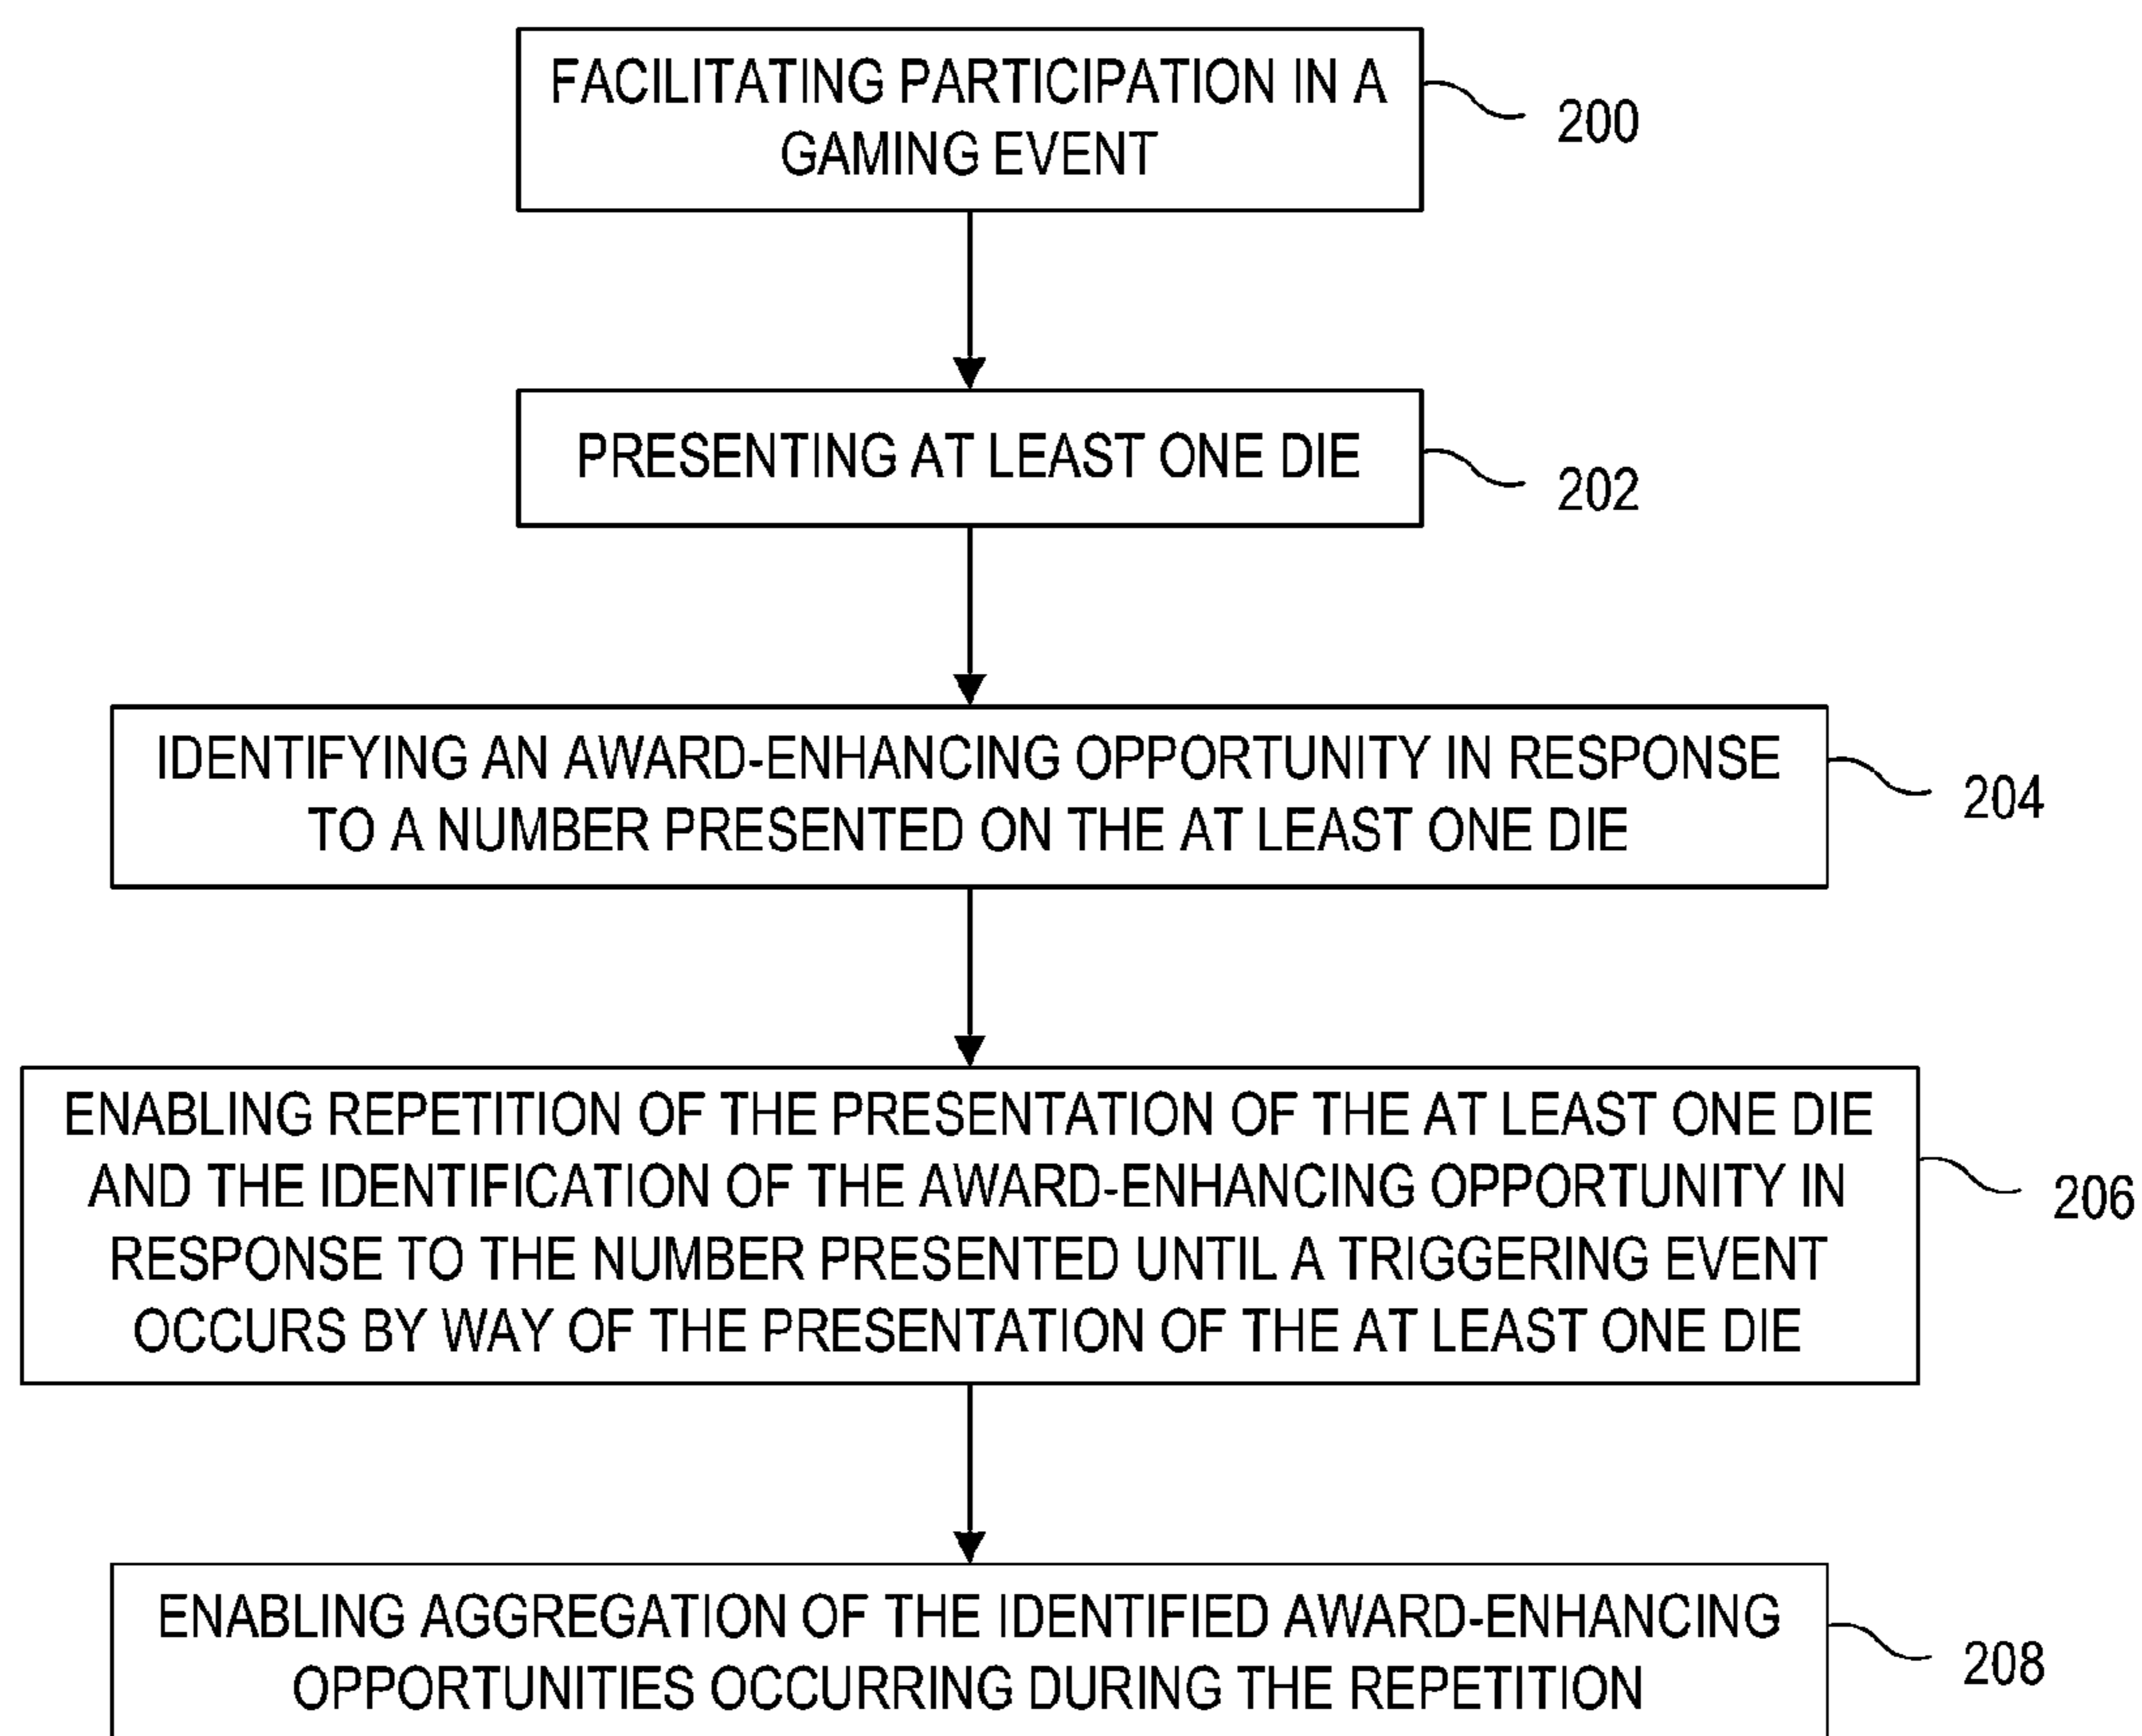 FACILITATING PARTICIPATION IN A
GAMING EVENT
200
PRESENTING AT LEAST ONE DIE
202
IDENTIFYING AN AWARD-ENHANCING OPPORTUNITY IN RESPONSE
TO A NUMBER PRESENTED ON THE AT LEAST ONE DIE
204
ENABLING REPETITION OF THE PRESENTATION OF THE AT LEAST ONE DIE
AND THE IDENTIFICATION OF THE AWARD-ENHANCING OPPORTUNITY IN
RESPONSE TO THE NUMBER PRESENTED UNTIL A TRIGGERING EVENT
OCCURS BY WAY OF THE PRESENTATION OF THE AT LEAST ONE DIE
206
ENABLING AGGREGATION OF THE IDENTIFIED AWARD-ENHANCING
OPPORTUNITIES OCCURRING DURING THE REPETITION
208